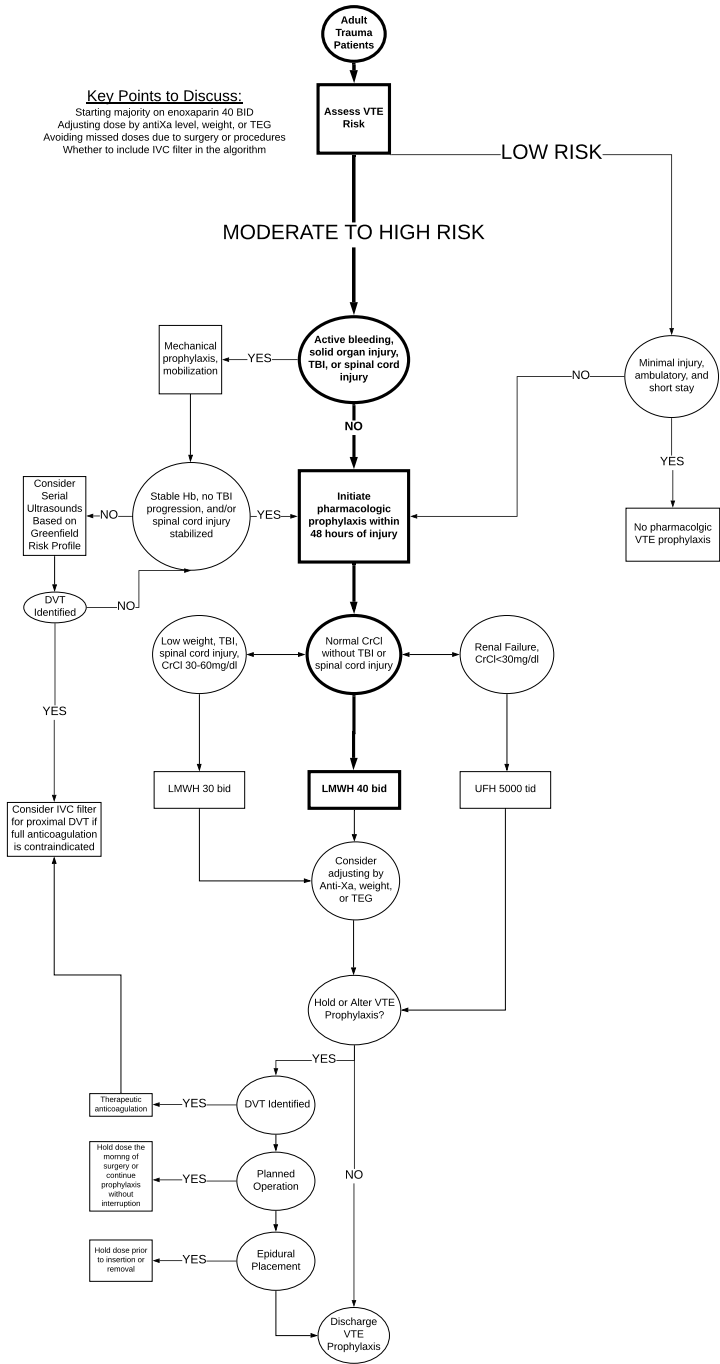 Adult
Trauma
Patients
Key Points to Discuss:
Starting majority on enoxaparin 40 BID
Adjusting dose by antiXa level, weight, or TEG
Avoiding missed doses due to surgery or procedures
Whether to include IVC filter in the algorithm
Assess VTE
Risk
LOW RISK
MODERATE TO HIGH RISK
Mechanical
prophylaxis,
mobilization
YES
Active bleeding,
solid organ injury,
TBI, or spinal cord
injury
NO
Minimal injury,
ambulatory, and
short stay
NO
YES
Consider
Serial
Ultrasounds
Based on
Greenfield
Risk Profile
NO
Stable Hb, no TBI
progression, and/or
spinal cord injury
stabilized
YES
Initiate
pharmacologic
prophylaxis within
48 hours of injury
No pharmacolgic
VTE prophylaxis
DVT
Identified
NO
YES
Low weight, TBI,
spinal cord injury,
CrCl 30-60mg/dl
Normal CrCl
without TBI or
spinal cord injury
Renal Failure,
CrCl<30mg/dl
LMWH 30 bid
LMWH 40 bid
UFH 5000 tid
Consider IVC filter
for proximal DVT if
full anticoagulation
is contraindicated
Consider
adjusting by
Anti-Xa, weight,
or TEG
Hold or Alter VTE
Prophylaxis?
YES
NO
Therapeutic
anticoagulation
YES
DVT Identified
Hold dose the
mornng of
surgery or
continue
prophylaxis
without
interruption
YES
Planned
Operation
Hold dose prior
to insertion or
removal
YES
Epidural
Placement
Discharge
VTE
Prophylaxis